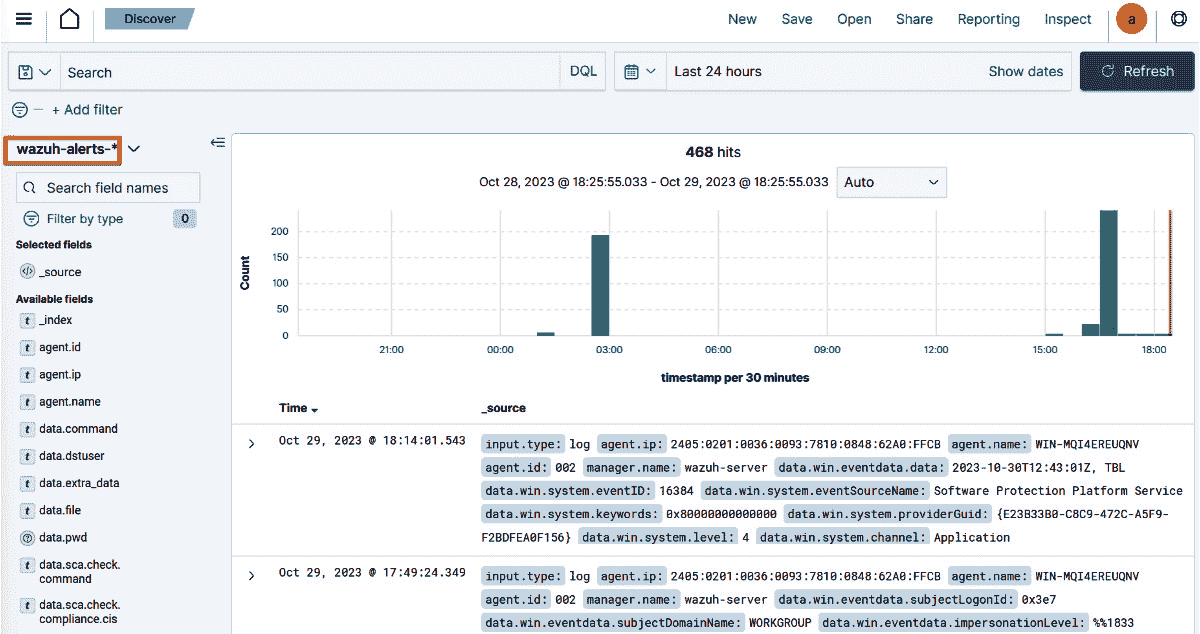 Discover
New Save Open Share Reporting Inspect a
Search DQL Last 24 hours Show dates Refresh
+ Add filter
wazuh-alerts-*
Search field names
Filter by type 0
Selected fields
_source
Available fields
t _index
t agent.id
t agent.ip
t agent.name
t data.command
t data.dstuser
t data.extra_data
t data.file
data.pwd
t data.sca.check.
command
t data.sca.check.
compliance.cis
468 hits
Oct 28, 2023 @ 18:25:55.033 - Oct 29, 2023 @ 18:25:55.033 Auto
Count
200
150
100
50
0
21:00 00:00 03:00 06:00 09:00 12:00 15:00 18:00
timestamp per 30 minutes
Time _source
Oct 29, 2023 @ 18:14:01.543
input.type: log agent.ip: 2405:0201:0036:0093:7810:0848:62A0:FFCB agent.name: WIN-MQI4EREUQNV
agent.id: 002 manager.name: wazuh-server data.win.eventdata.data: 2023-10-30T12:43:01Z, TBL
data.win.system.eventID: 16384 data.win.system.eventSourceName: Software Protection Platform Service
data.win.system.keywords: 0x80000000000000 data.win.system.providerGuid: {E23B33B0-C8C9-472C-A5F9-
F2BDFEA0F156} data.win.system.level: 4 data.win.system.channel: Application
Oct 29, 2023 @ 17:49:24.349
input.type: log agent.ip: 2405:0201:0036:0093:7810:0848:62A0:FFCB agent.name: WIN-MQI4EREUQNV
agent.id: 002 manager.name: wazuh-server data.win.eventdata.subjectLogonId: 0x3e7
data.win.eventdata.subjectDomainName: WORKGROUP data.win.eventdata.impersonationLevel: %%1833